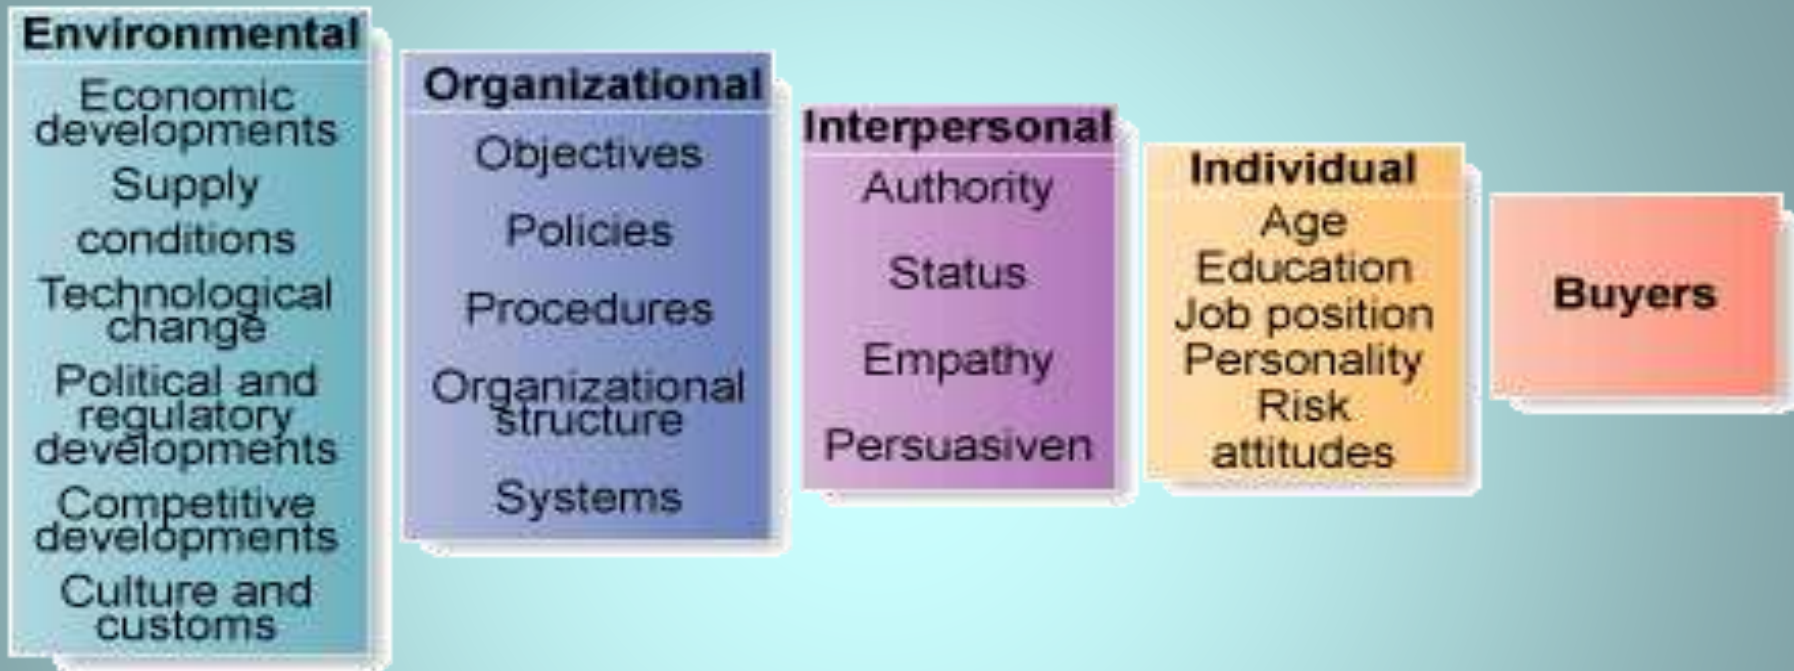 Environmental
Economic
developments
Supply
conditions
Technological
change
Political and
regulatory
developments
Competitive
developments
Culture and
customs
Organizational
Objectives
Policies
Procedures
Organizational
structure
Systems
Interpersonal
Authority
Status
Empathy
Persuasiven
Individual
Age
Education
Job position
Personality
Risk
attitudes
Buyers